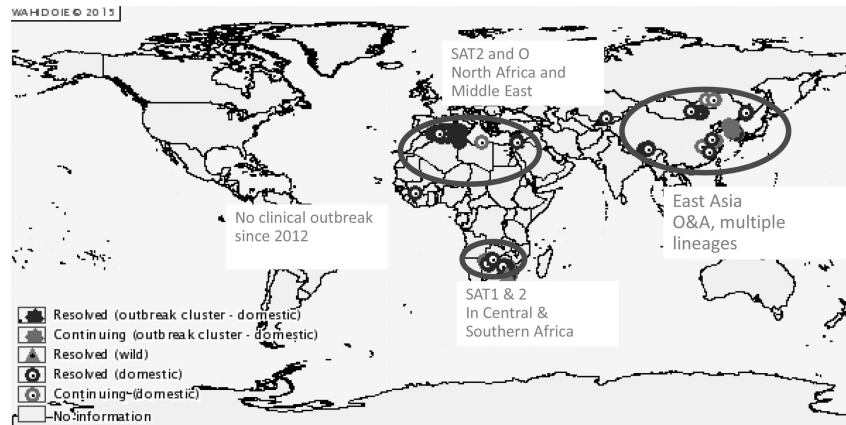 WAHIDOIE © 2015
SAT2 and O
North Africa and
Middle East
No clinical outbreak
since 2012
East Asia
O&A, multiple
lineages
SAT1 & 2
In Central &
Southern Africa
Resolved (outbreak cluster - domestic)
Continuing (outbreak cluster - domestic)
Resolved (wild)
Resolved (domestic)
Continuing (domestic)
No information